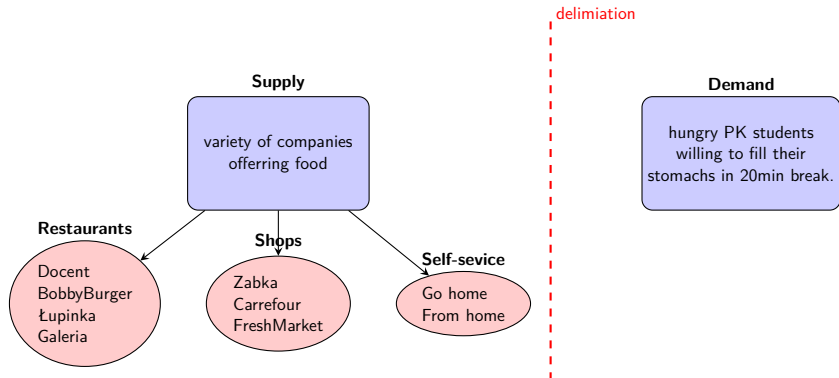 delimiation
Supply
Demand
variety of companies
offerring food
hungry PK students
willing to fill their
stomachs in 20min break.
Restaurants
Shops
Self-sevice
Docent
BobbyBurger
Łupinka
Galeria
Zabka
Carrefour
FreshMarket
Go home
From home